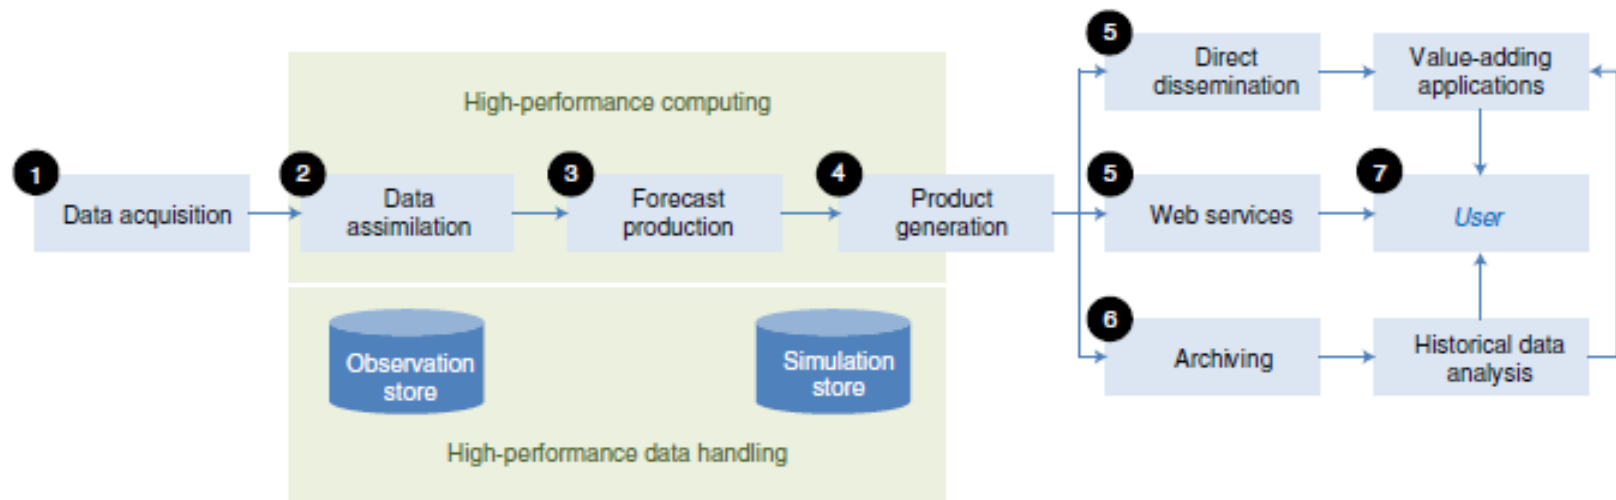 High-performance computing
1
Data acquisition
2
Data
assimilation
3
Forecast
production
4
Product
generation
5
Direct
dissemination
Value-adding
applications
5
Web services
7
User
6
Archiving
Historical data
analysis
Observation
store
Simulation
store
High-performance data handling